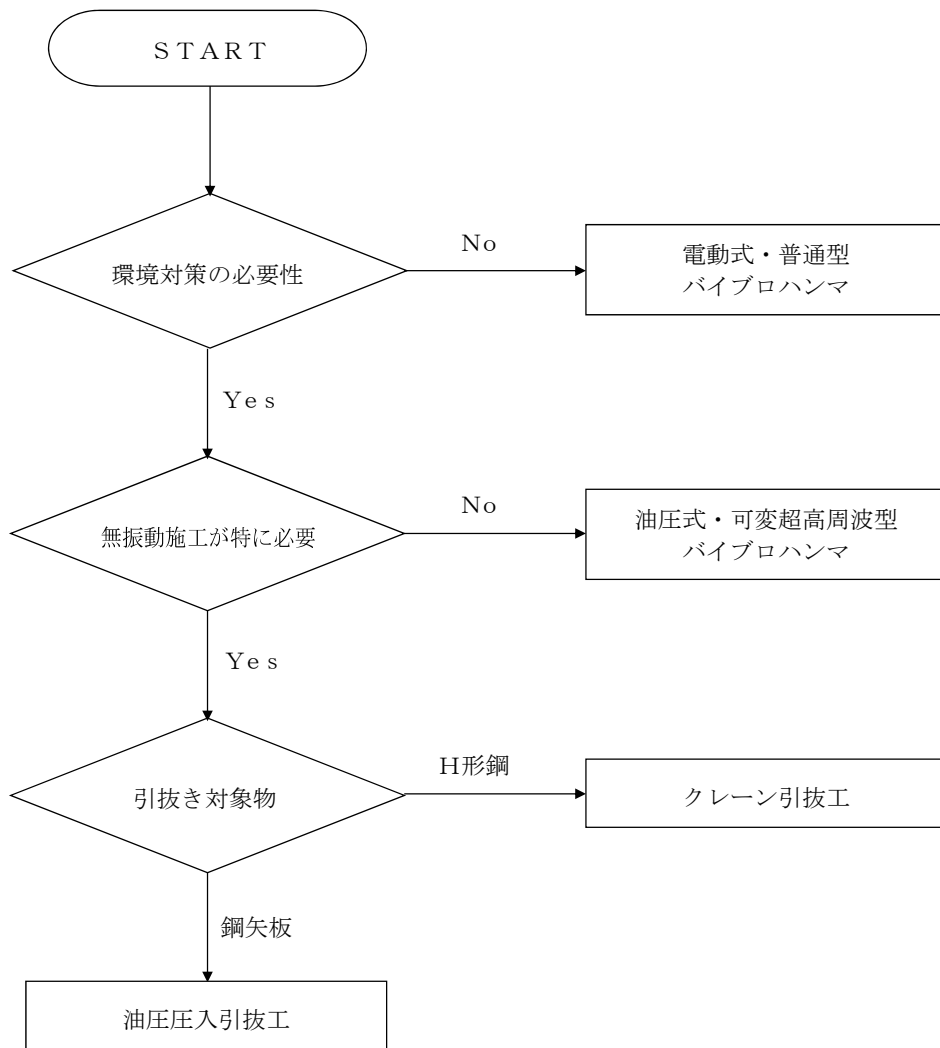 ＳＴＡＲＴ
環境対策の必要性
Ｎｏ
電動式・普通型
バイブロハンマ
Ｙｅｓ
無振動施工が特に必要
Ｎｏ
油圧式・可変超高周波型
バイブロハンマ
Ｙｅｓ
引抜き対象物
Ｈ形鋼
クレーン引抜工
鋼矢板
油圧圧入引抜工